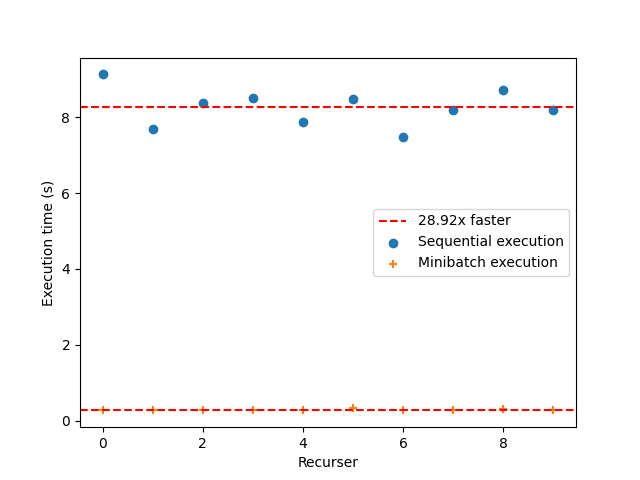 8
6
4
2
0
Execution time (s)
28.92x faster
Sequential execution
Minibatch execution
0 2 4 6 8
Recurser